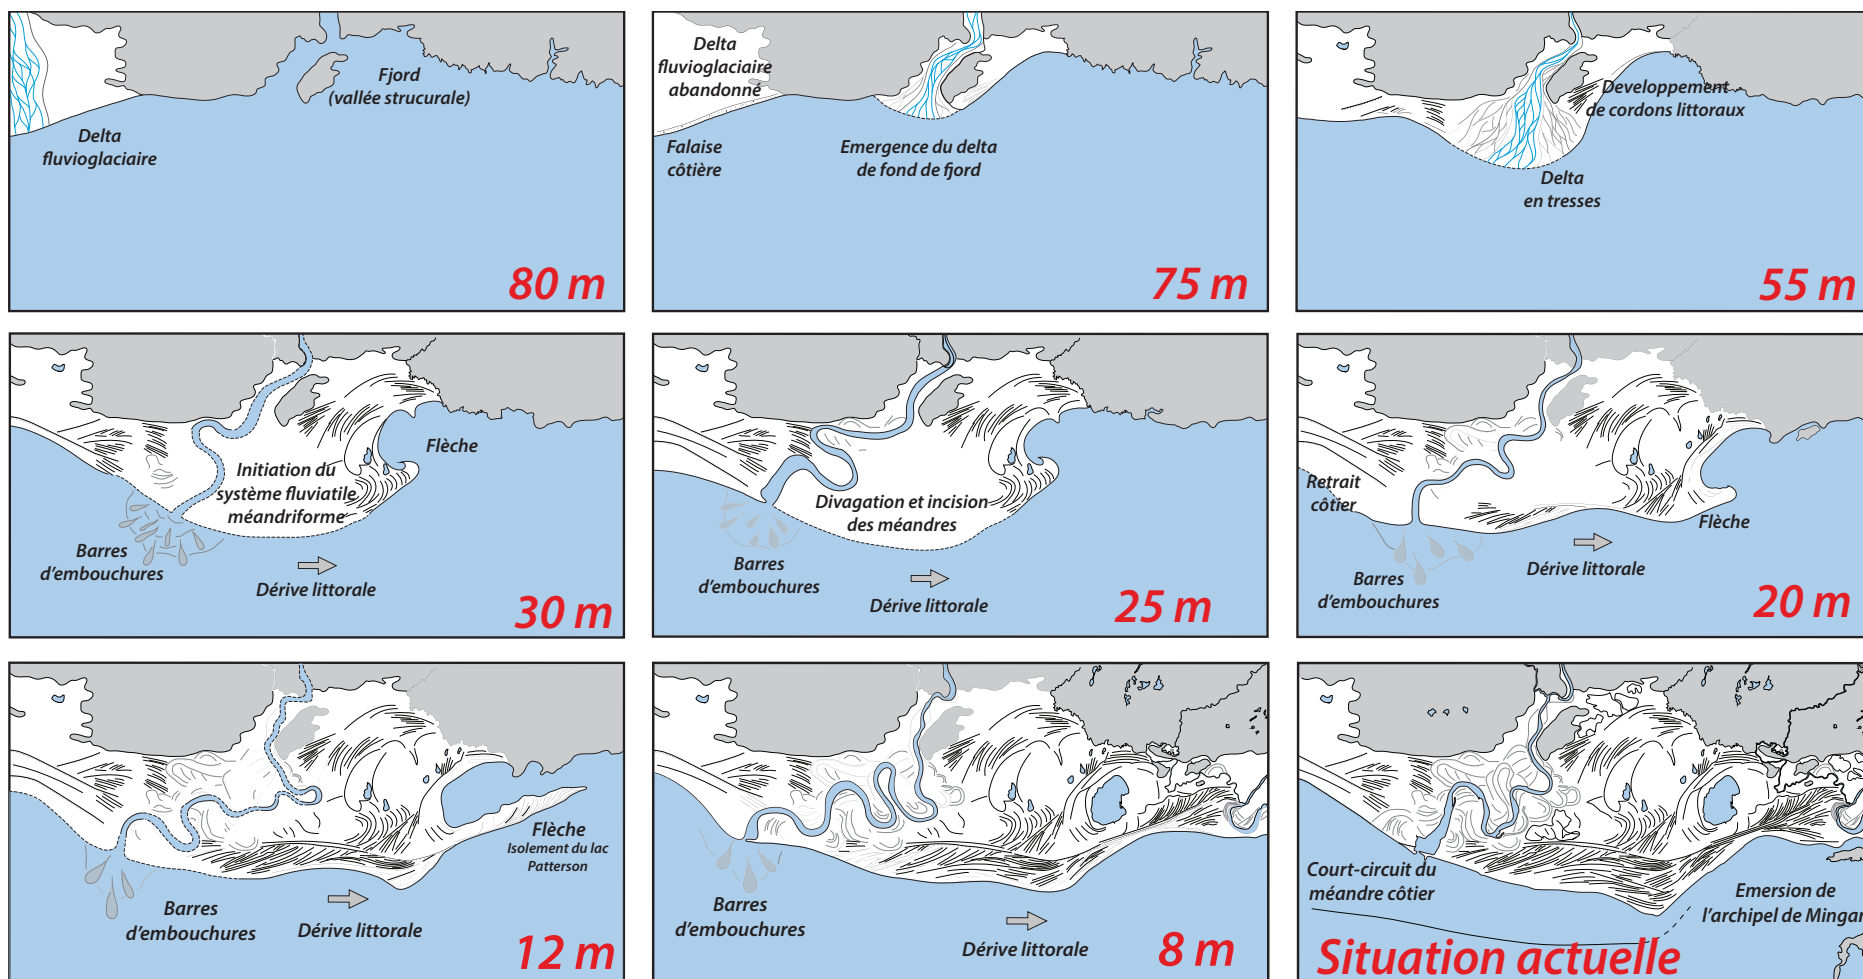 Fjord
(vallée strucurale)
Delta
fluvioglaciaire
80 m
Delta
fluvioglaciaire
abandonné
Falaise
côtière
Emergence du delta
de fond de fjord
75 m
Developpement
de cordons littoraux
Delta
en tresses
55 m
Flèche
Initiation du
système fluviatile
méandriforme
Barres
d'embouchures
Dérive littorale
30 m
Divagation et incision
des méandres
Barres
d'embouchures
Dérive littorale
25 m
Retrait
côtier
Flèche
Barres
d'embouchures
Dérive littorale
20 m
Flèche
Isolement du lac
Patterson
Barres
d'embouchures
Dérive littorale
12 m
Barres
d'embouchures
Dérive littorale
8 m
Court-circuit du
méandre côtier
Emersion de
l'archipel de Mingan
Situation actuelle